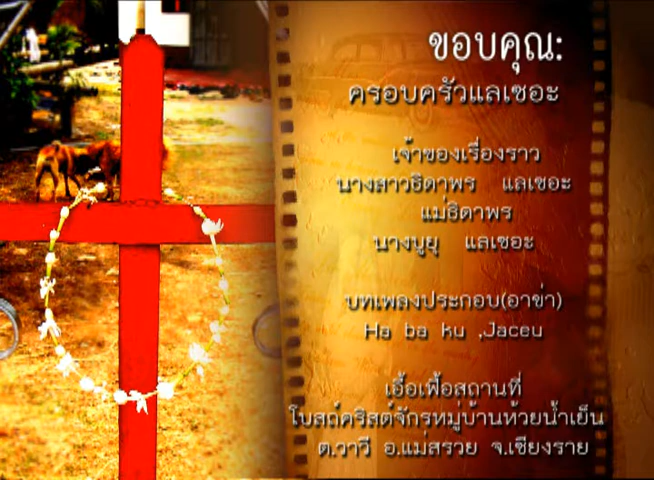 ขอบคุณ:
ครอบครัวแลเซอะ
เจ้าของเรื่องราว
นางสาวธิดาพร แลเชอะ
แม่ธิดาพร
นางนูยุ แลเชอะ
บทเพลงประกอบ(อาข่า)
Ha ba ku ,Jaceu
เอื้อเฟื้อสถานที่
โบสถ์คริสต์จักรหมู่บ้านห้วยน้ำเย็น
ต.วาวี อ.แม่สรวย จ.เชียงราย